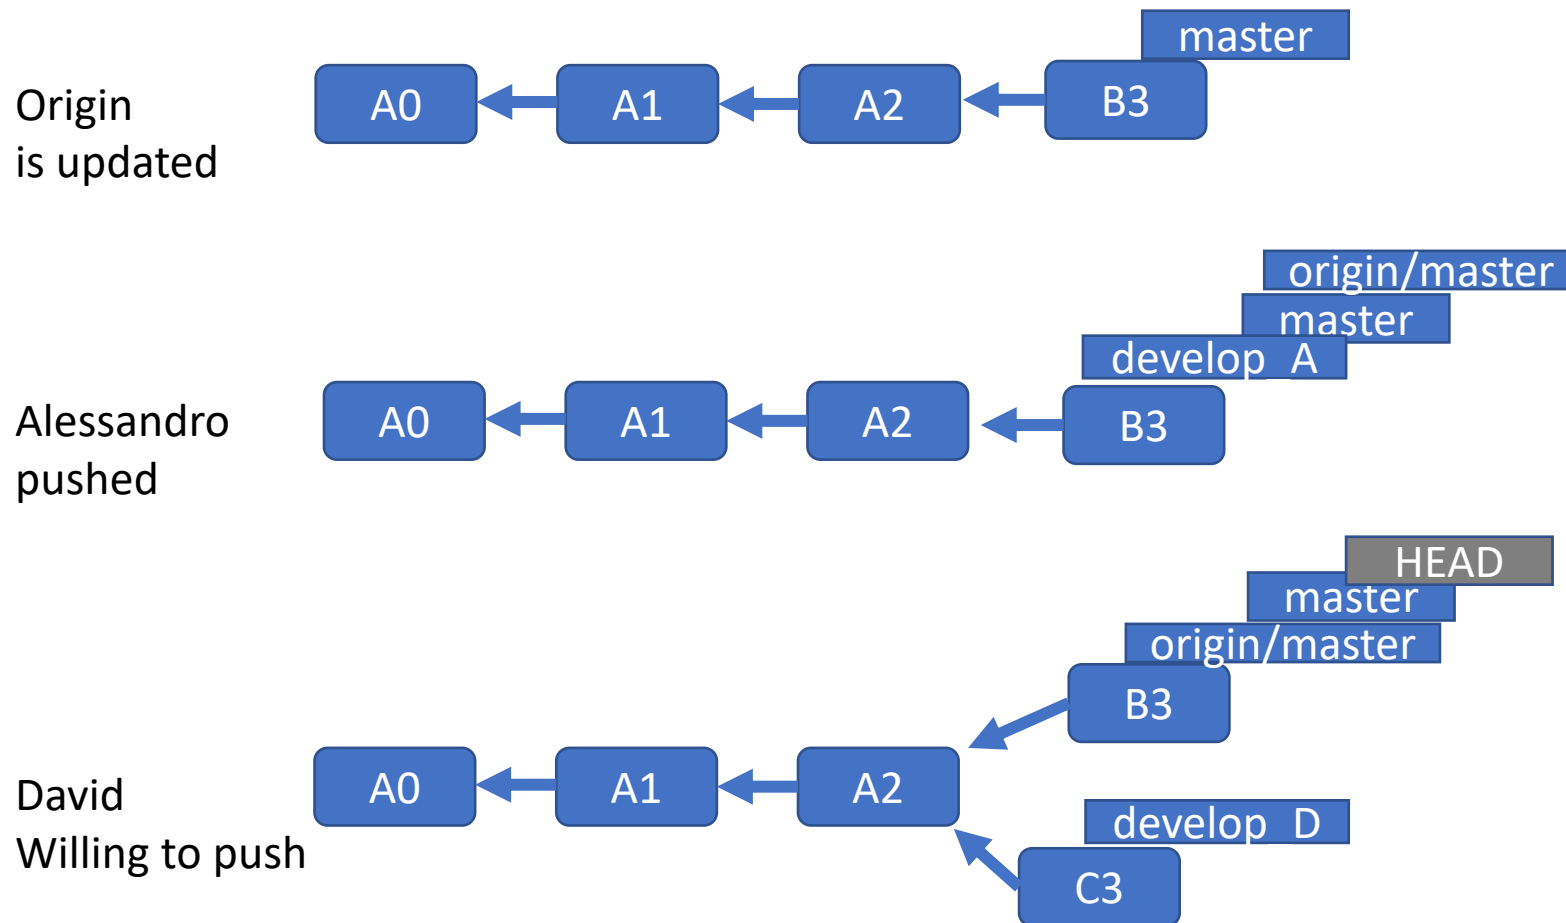 master
Origin
is updated
A0
A1
A2
B3
origin/master
master
develop_A
Alessandro
pushed
A0
A1
A2
B3
HEAD
master
origin/master
B3
David
Willing to push
A0
A1
A2
develop_D
C3